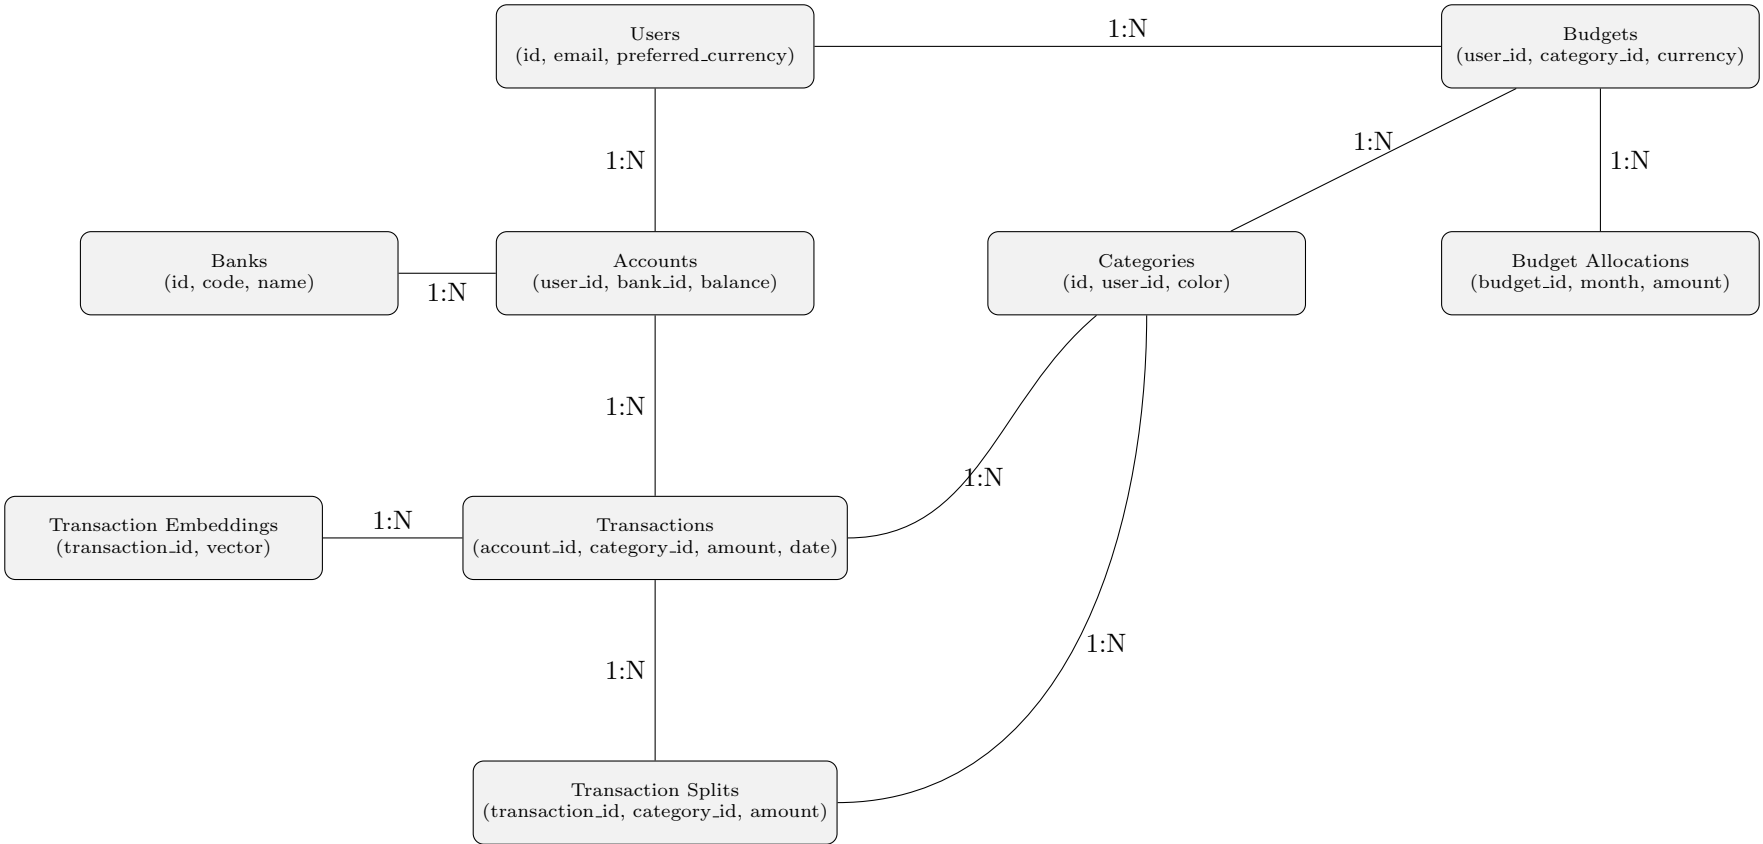 Users
(id, email, preferred_currency)
1:N
Budgets
(user_id, category_id, currency)
1:N
1:N
1:N
Banks
(id, code, name)
1:N
Accounts
(user_id, bank_id, balance)
Categories
(id, user_id, color)
Budget Allocations
(budget_id, month, amount)
1:N
1:N
Transaction Embeddings
(transaction_id, vector)
1:N
Transactions
(account_id, category_id, amount, date)
1:N
1:N
Transaction Splits
(transaction_id, category_id, amount)